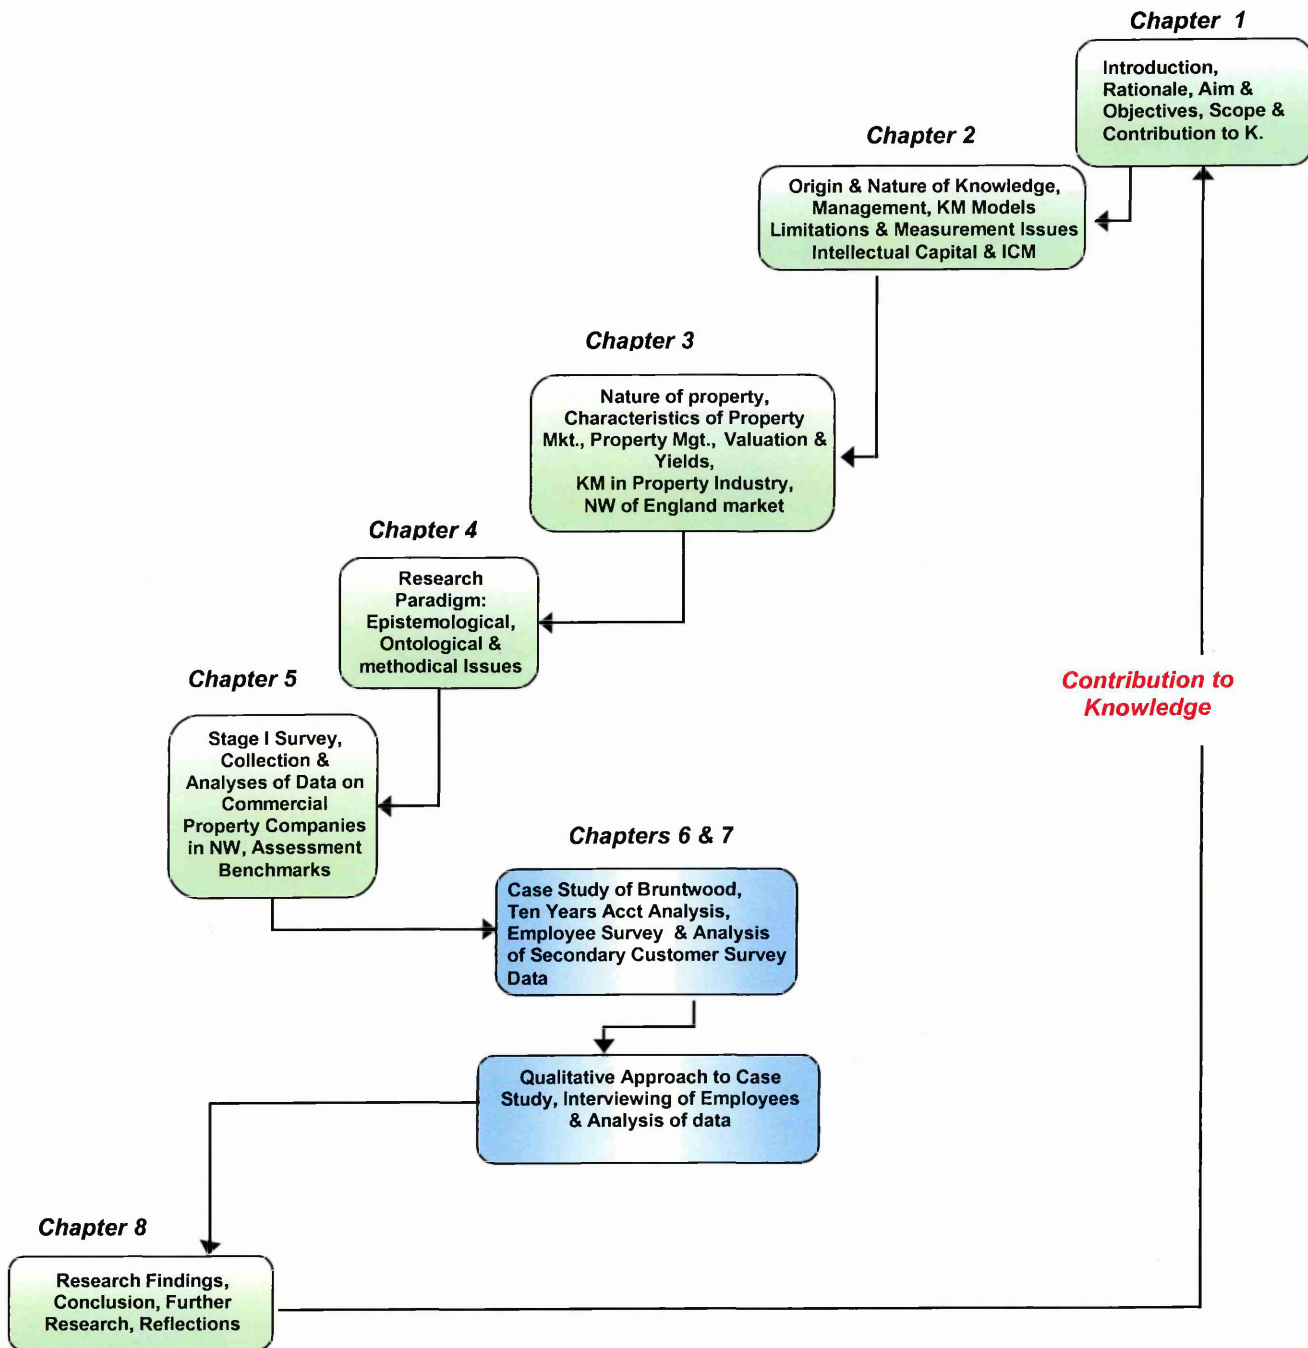 Chapter 1
Introduction,
Rationale, Aim &
Objectives, Scope &
Contribution to K.
Chapter 2
Origin & Nature of Knowledge,
Management, KM Models
Limitations & Measurement Issues
Intellectual Capital & ICM
Chapter 3
Nature of property,
Characteristics of Property
Mkt., Property Mgt., Valuation &
Yields,
KM in Property Industry,
NW of England market
Chapter 4
Research
Paradigm:
Epistemological,
Ontological &
methodical Issues
Chapter 5
Stage I Survey,
Collection &
Analyses of Data on
Commercial
Property Companies
in NW, Assessment
Benchmarks
Contribution to
Knowledge
Chapters 6 & 7
Case Study of Bruntwood,
Ten Years Acct Analysis,
Employee Survey & Analysis
of Secondary Customer Survey
Data
Qualitative Approach to Case
Study, Interviewing of Employees
& Analysis of data
Chapter 8
Research Findings,
Conclusion, Further
Research, Reflections